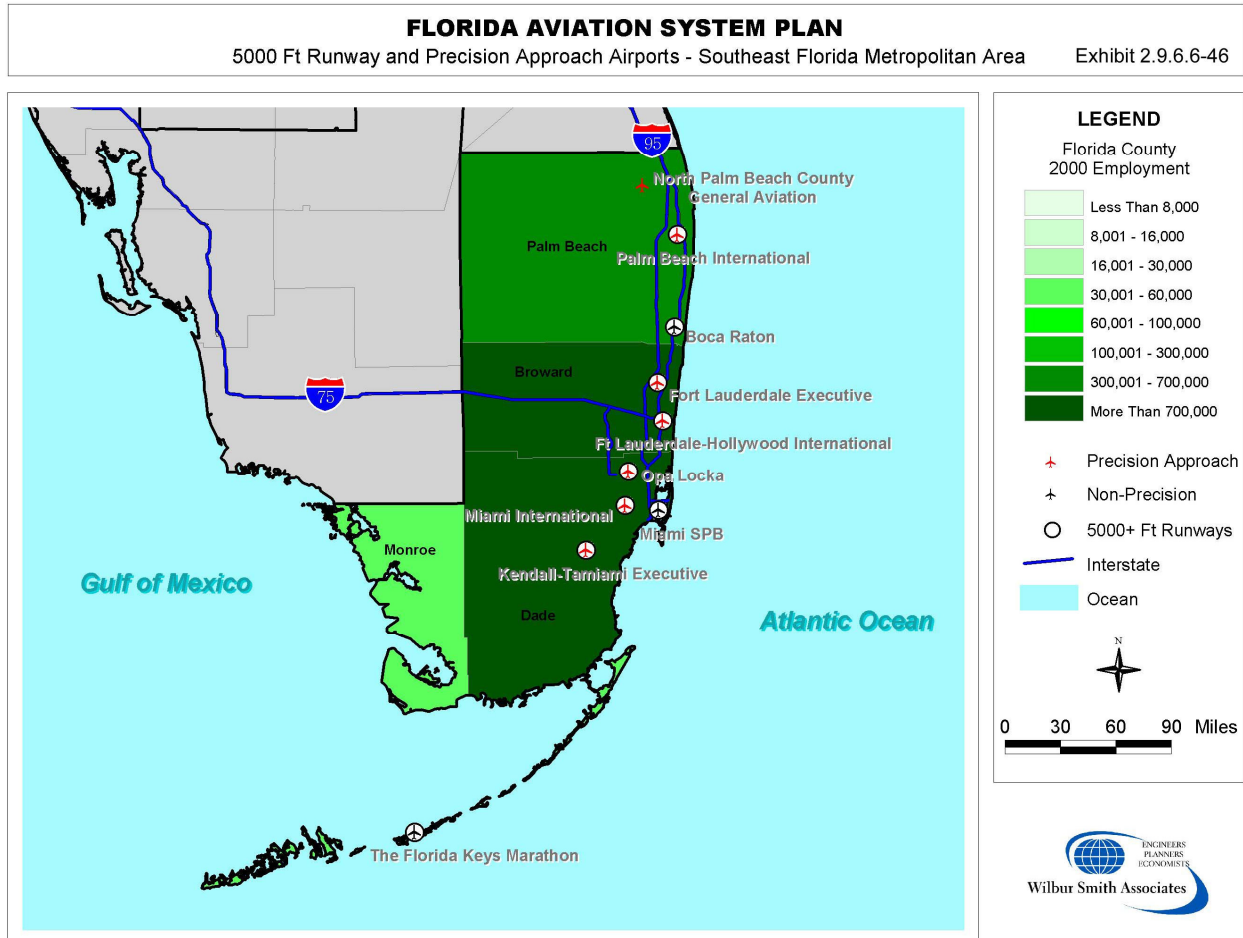 FLORIDA AVIATION SYSTEM PLAN
5000 Ft Runway and Precision Approach Airports - Southeast Florida Metropolitan Area
Exhibit 2.9.6.6-46
95
North Palm Beach County
General Aviation
Palm Beach
Palm Beach International
Boca Raton
Broward
75
Fort Lauderdale Executive
Ft Lauderdale-Hollywood International
Opa Locka
Miami International
Miami SPB
Monroe
Kendall-Tamiami Executive
Gulf of Mexico
Dade
Atlantic Ocean
The Florida Keys Marathon
LEGEND
Florida County
2000 Employment
Less Than 8,000
8,001 - 16,000
16,001 - 30,000
30,001 - 60,000
60,001 - 100,000
100,001 - 300,000
300,001 - 700,000
More Than 700,000
Precision Approach
Non-Precision
5000+ Ft Runways
Interstate
Ocean
N
0 30 60 90 Miles
ENGINEERS
PLANNERS
ECONOMISTS
Wilbur Smith Associates